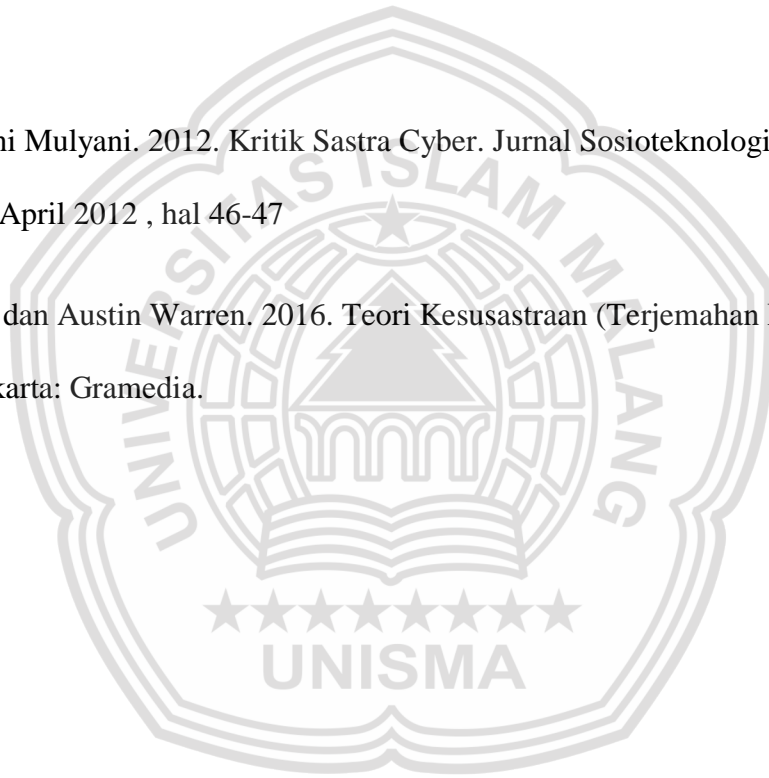 ni Mulyani. 2012. Kritik Sastra Cyber. Jurnal Sosioteknologi
April 2012 , hal 46-47
dan Austin Warren. 2016. Teori Kesusastraan (Terjemahan
karta: Gramedia.
UNIVERSITAS ISLAM MALANG
UNISMA